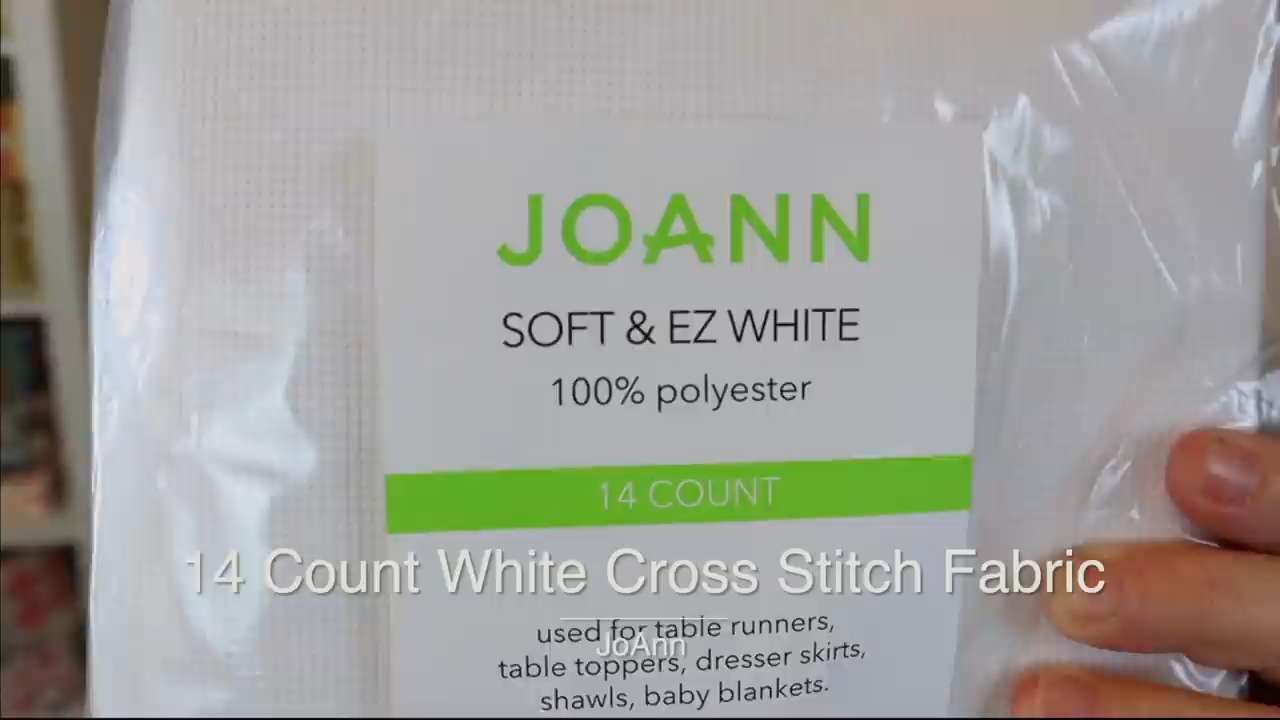 JOANN
SOFT & EZ WHITE
100% polyester
14 COUNT
14 Count White Cross Stitch Fabric
used for table runners,
JoAnn
table toppers, dresser skirts,
shawls, baby blankets.